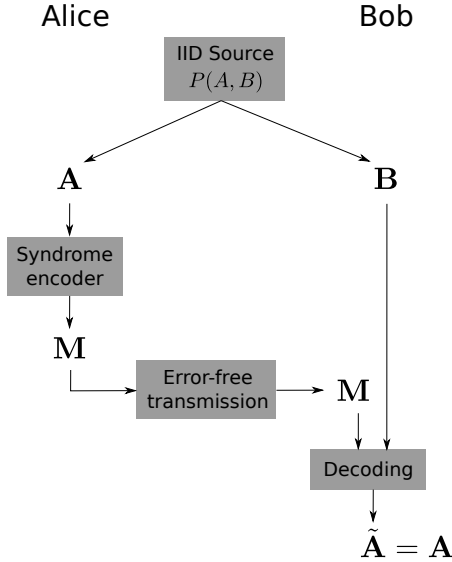 Alice
Bob
IID Source
P(A, B)
A
B
Syndrome
encoder
M
Error-free
transmission
M
Decoding
Ã = A